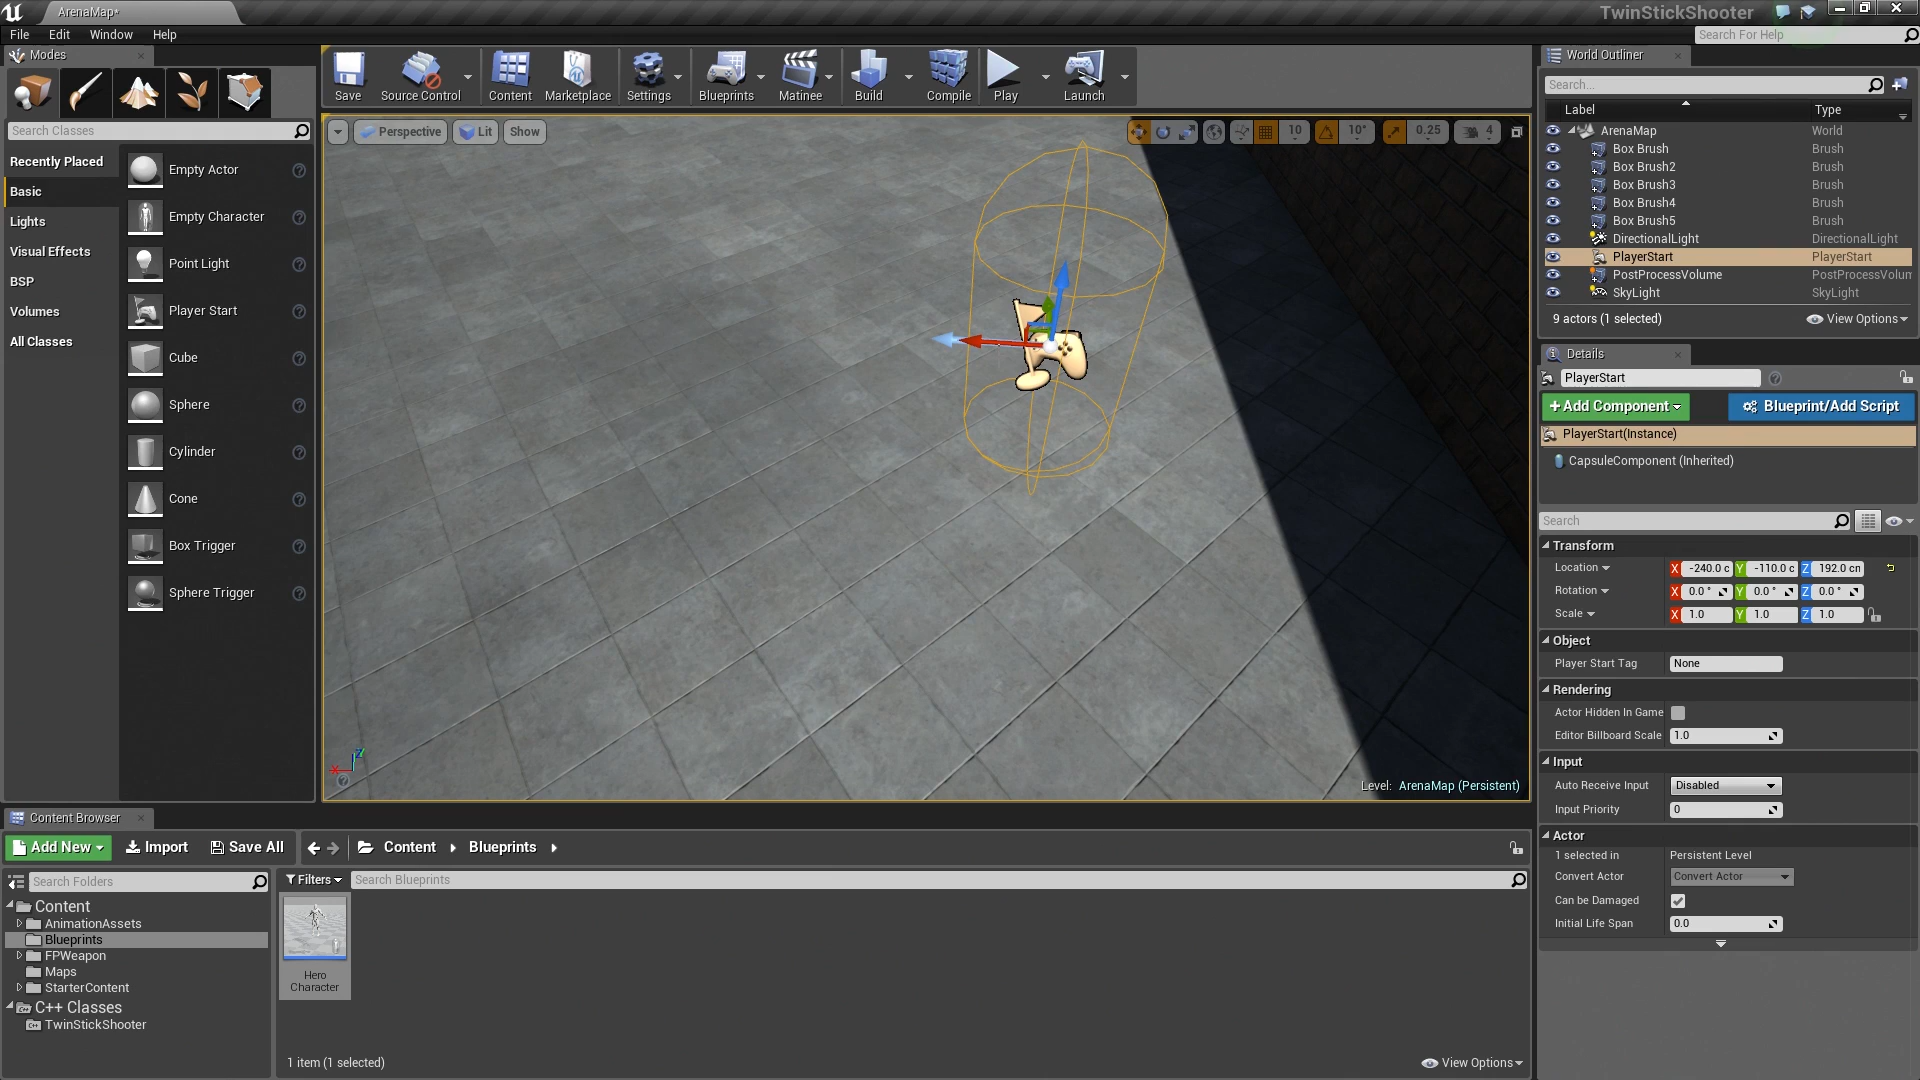 ArenaMap*
TwinStickShooter
File Edit Window Help
Search For Help
Modes
Search Classes
Recently Placed
Basic
Lights
Visual Effects
BSP
Volumes
All Classes
Empty Actor
Empty Character
Point Light
Player Start
Cube
Sphere
Cylinder
Cone
Box Trigger
Sphere Trigger
Save Source Control Content Marketplace Settings Blueprints Matinee Build Compile Play Launch
Perspective Lit Show
10 10° 0.25 4
Level: ArenaMap (Persistent)
World Outliner
Search...
Label Type
ArenaMap World
Box Brush Brush
Box Brush2 Brush
Box Brush3 Brush
Box Brush4 Brush
Box Brush5 Brush
DirectionalLight DirectionalLight
PlayerStart PlayerStart
PostProcessVolume PostProcessVolum
SkyLight SkyLight
9 actors (1 selected) View Options
Details
PlayerStart
+Add Component Blueprint/Add Script
PlayerStart(Instance)
CapsuleComponent (Inherited)
Search
Transform
Location X -240.0 c Y -110.0 c Z 192.0 cm
Rotation X 0.0 ° Y 0.0 ° Z 0.0 °
Scale X 1.0 Y 1.0 Z 1.0
Object
Player Start Tag None
Rendering
Actor Hidden In Game
Editor Billboard Scale 1.0
Input
Auto Receive Input Disabled
Input Priority 0
Actor
1 selected in Persistent Level
Convert Actor Convert Actor
Can be Damaged
Initial Life Span 0.0
Content Browser
Add New Import Save All Content Blueprints
Search Folders
Filters Search Blueprints
Content
AnimationAssets
Blueprints
FPWeapon
Maps
StarterContent
C++ Classes
TwinStickShooter
Hero
Character
1 item (1 selected) View Options